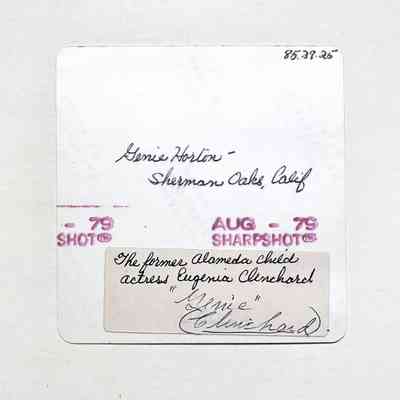 85.29.25
Genie Horton -
Sherman Oaks, Calif
- 79 AUG - 79
SHOT® SHARPSHOT®
The former Alameda Child
actress Eugenia Clinchard
"Genie"
(Clinchard).